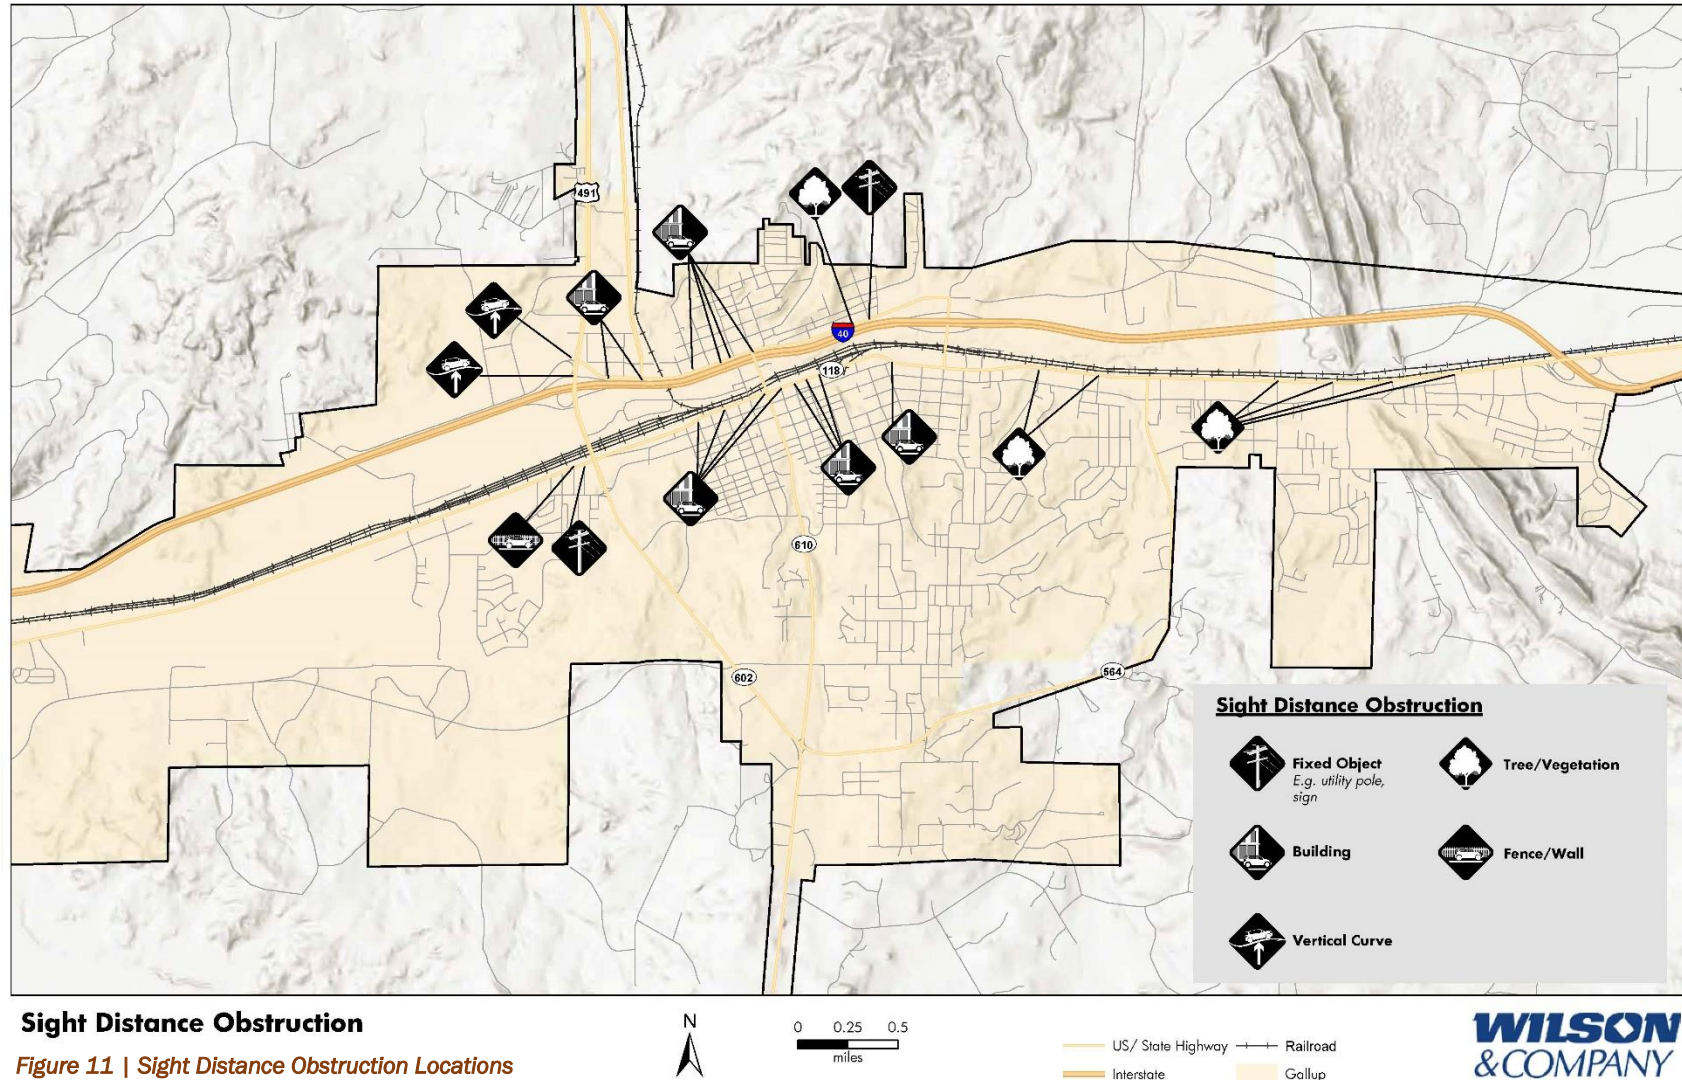 491
40
118
610
602
564
Sight Distance Obstruction
Fixed Object
E.g. utility pole,
sign
Tree/Vegetation
Building
Fence/Wall
Vertical Curve
Sight Distance Obstruction
Figure 11 | Sight Distance Obstruction Locations
N
0 0.25 0.5
miles
US/ State Highway
Railroad
Interstate
Gallup
WILSON
&COMPANY